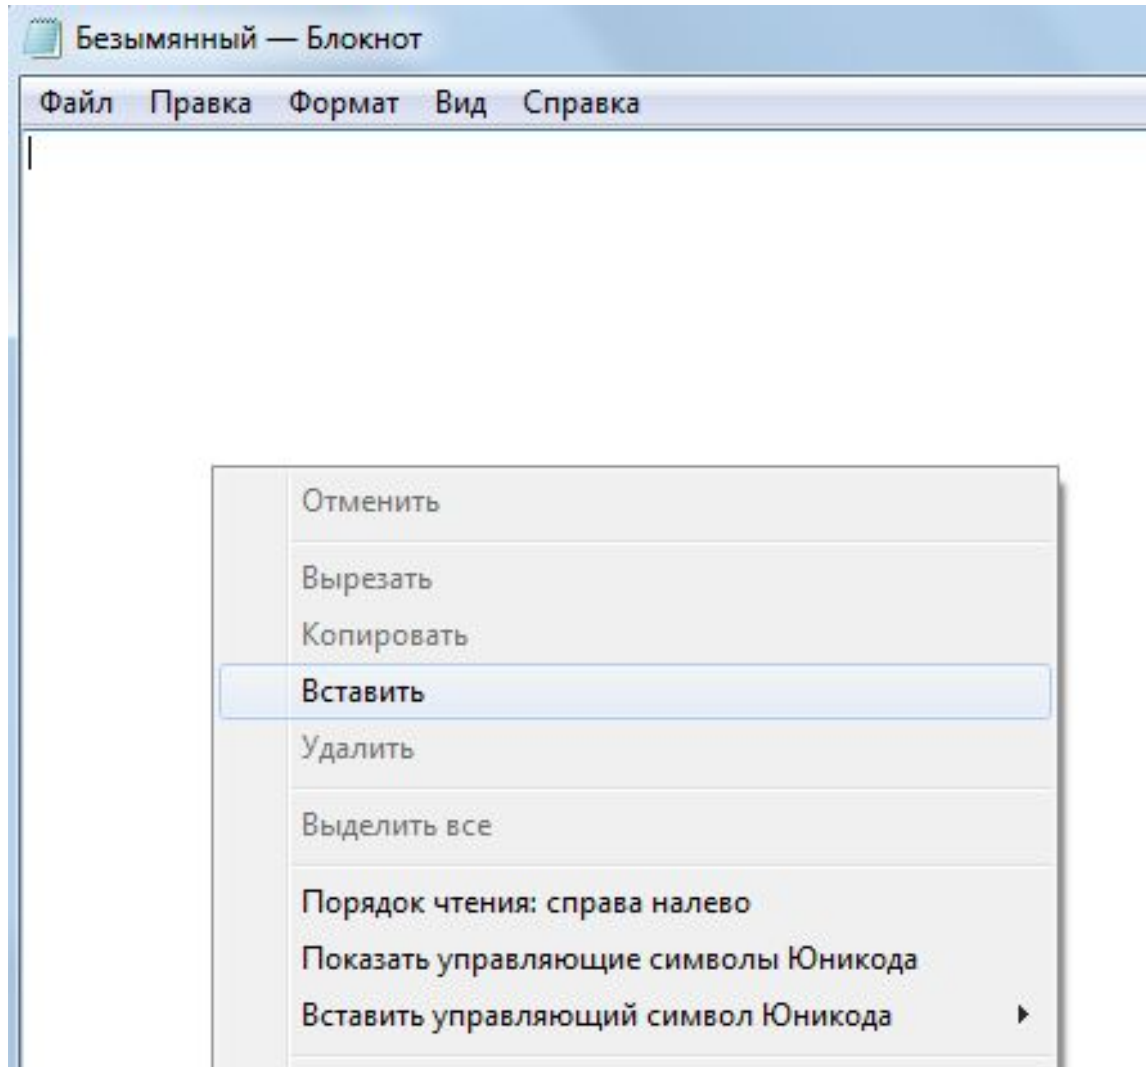 Безымянный — Блокнот
Файл Правка Формат Вид Справка
Отменить
Вырезать
Копировать
Вставить
Удалить
Выделить все
Порядок чтения: справа налево
Показать управляющие символы Юникода
Вставить управляющий символ Юникода